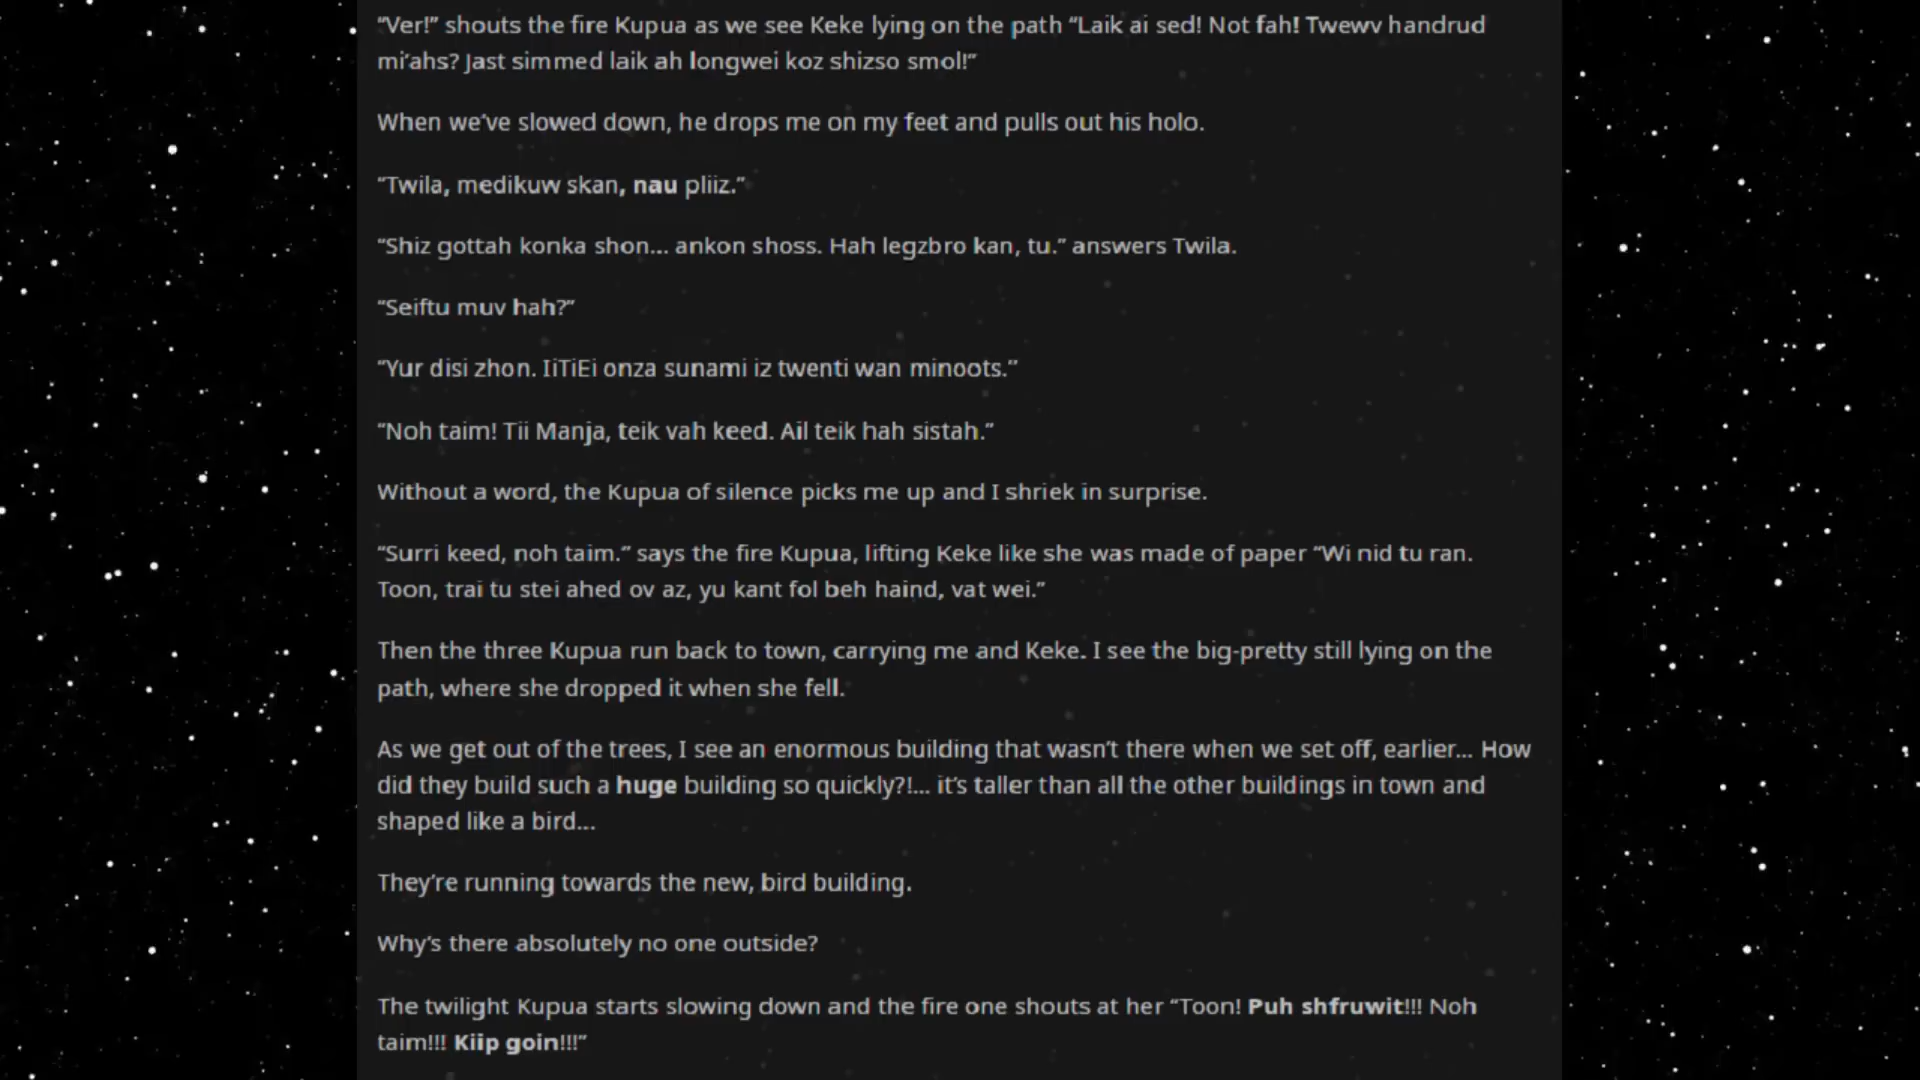 “Ver!” shouts the fire Kupua as we see Keke lying on the path “Laik ai sed! Not fah! Twewv handrud
mi’ahs? Jast simmed laik ah longwei koz shizso smol!”
When we’ve slowed down, he drops me on my feet and pulls out his holo.
“Twila, medikuw skan, nau pliiz.”
“Shiz gottah konka shon... ankon shoss. Hah legzbro kan, tu.” answers Twila.
“Seiftu muv hah?”
“Yur disi zhon. IiTiEi onza sunami iz twenti wan minoots.”
“Noh taim! Tii Manja, teik vah keed. Ail teik hah sistah.”
Without a word, the Kupua of silence picks me up and I shriek in surprise.
“Surri keed, noh taim.” says the fire Kupua, lifting Keke like she was made of paper “Wi nid tu ran.
Toon, trai tu stei ahed ov az, yu kant fol beh haind, vat wei.”
Then the three Kupua run back to town, carrying me and Keke. I see the big-pretty still lying on the
path, where she dropped it when she fell.
As we get out of the trees, I see an enormous building that wasn’t there when we set off, earlier... How
did they build such a huge building so quickly?!... it’s taller than all the other buildings in town and
shaped like a bird...
They’re running towards the new, bird building.
Why’s there absolutely no one outside?
The twilight Kupua starts slowing down and the fire one shouts at her “Toon! Puh shfruwit!!! Noh
taim!!! Kiip goin!!!”